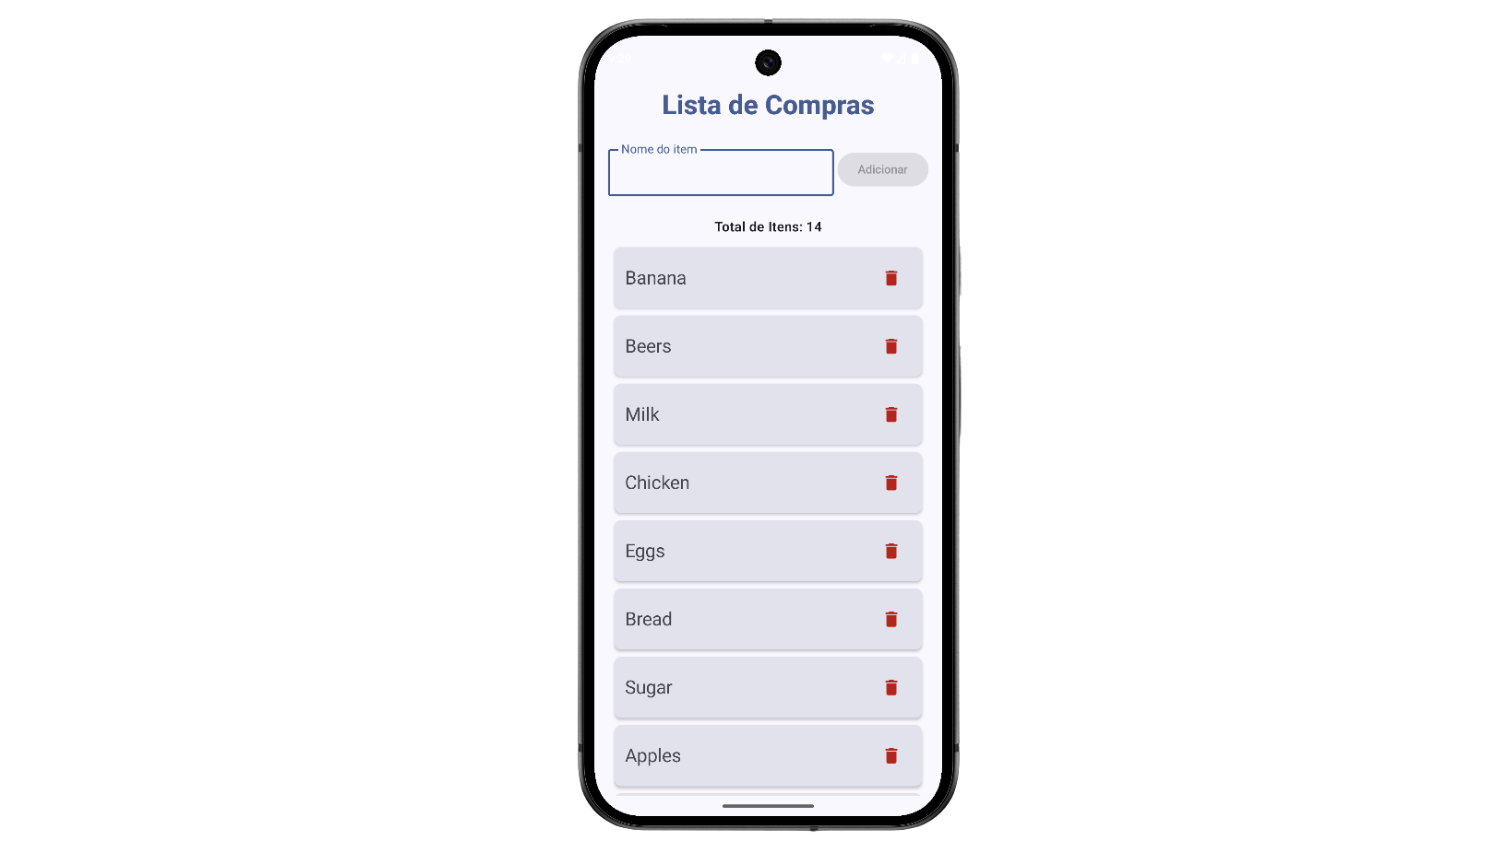 Lista de Compras
Nome do item
Adicionar
Total de Itens: 14
Banana
Beers
Milk
Chicken
Eggs
Bread
Sugar
Apples